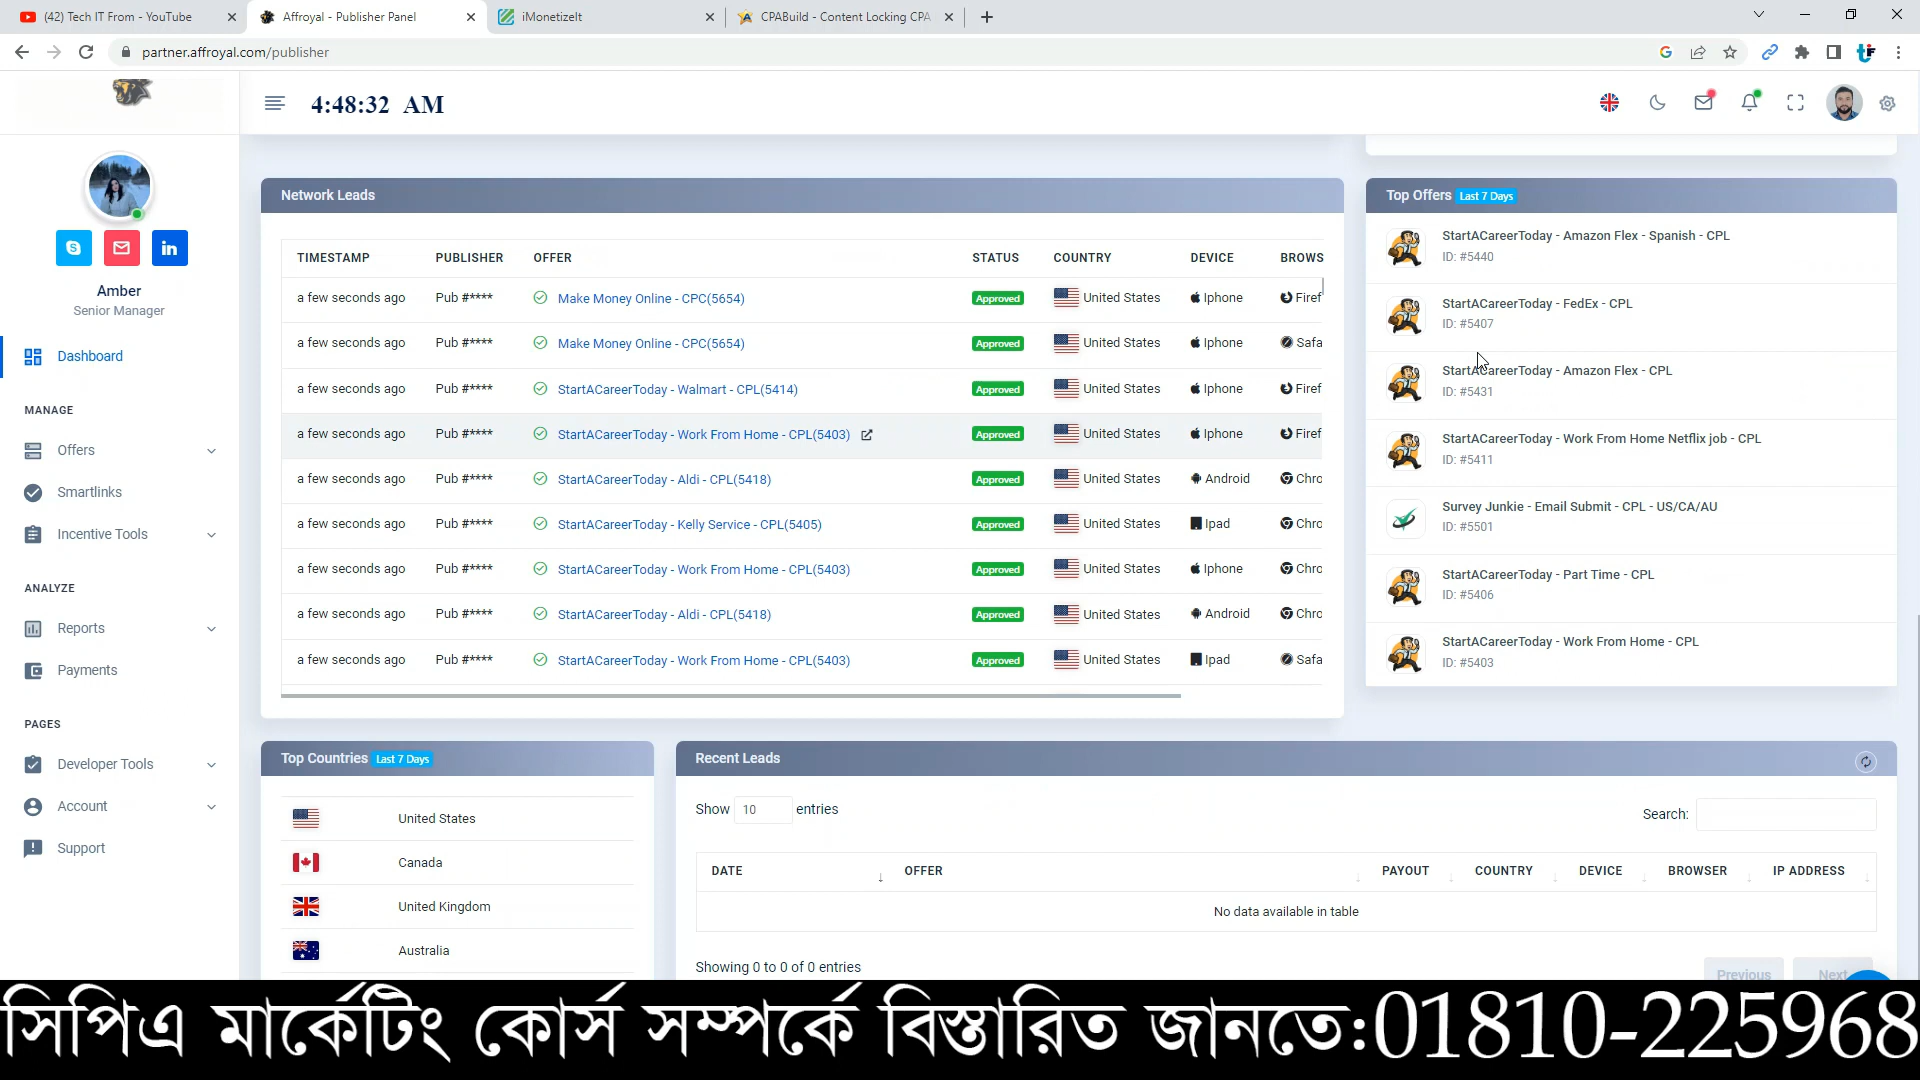 (42) Tech IT From - YouTube
Affroyal - Publisher Panel
iMonetizeIt
CPABuild - Content Locking CPA
partner.affroyal.com/publisher
4:48:32 AM
Amber
Senior Manager
Dashboard
MANAGE
Offers
Smartlinks
Incentive Tools
ANALYZE
Reports
Payments
PAGES
Developer Tools
Account
Support
Network Leads
TIMESTAMP PUBLISHER OFFER STATUS COUNTRY DEVICE BROWS
a few seconds ago Pub #**** Make Money Online - CPC(5654) Approved United States Iphone Firef
a few seconds ago Pub #**** Make Money Online - CPC(5654) Approved United States Iphone Safa
a few seconds ago Pub #**** StartACareerToday - Walmart - CPL(5414) Approved United States Iphone Firef
a few seconds ago Pub #**** StartACareerToday - Work From Home - CPL(5403) Approved United States Iphone Firef
a few seconds ago Pub #**** StartACareerToday - Aldi - CPL(5418) Approved United States Android Chro
a few seconds ago Pub #**** StartACareerToday - Kelly Service - CPL(5405) Approved United States Ipad Chro
a few seconds ago Pub #**** StartACareerToday - Work From Home - CPL(5403) Approved United States Iphone Chro
a few seconds ago Pub #**** StartACareerToday - Aldi - CPL(5418) Approved United States Android Chro
a few seconds ago Pub #**** StartACareerToday - Work From Home - CPL(5403) Approved United States Ipad Safa
Top Offers Last 7 Days
StartACareerToday - Amazon Flex - Spanish - CPL
ID: #5440
StartACareerToday - FedEx - CPL
ID: #5407
StartACareerToday - Amazon Flex - CPL
ID: #5431
StartACareerToday - Work From Home Netflix job - CPL
ID: #5411
Survey Junkie - Email Submit - CPL - US/CA/AU
ID: #5501
StartACareerToday - Part Time - CPL
ID: #5406
StartACareerToday - Work From Home - CPL
ID: #5403
Top Countries Last 7 Days
United States
Canada
United Kingdom
Australia
Recent Leads
Show 10 entries
Search:
DATE OFFER PAYOUT COUNTRY DEVICE BROWSER IP ADDRESS
No data available in table
Showing 0 to 0 of 0 entries
Previous Next
সিপিএ মার্কেটিং কোর্স সম্পর্কে বিস্তারিত জানতে:01810-225968